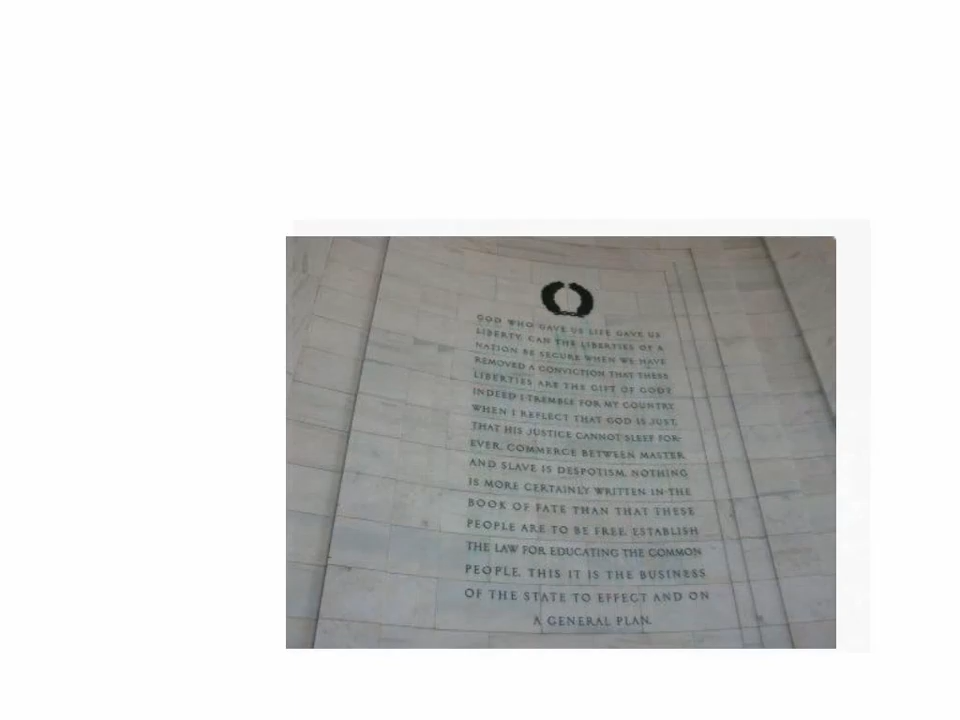 GOD WHO GAVE US LIFE GAVE US
LIBERTY. CAN THE LIBERTIES OF A
NATION BE SECURE WHEN WE HAVE
REMOVED A CONVICTION THAT THESE
LIBERTIES ARE THE GIFT OF GOD?
INDEED I TREMBLE FOR MY COUNTRY
WHEN I REFLECT THAT GOD IS JUST,
THAT HIS JUSTICE CANNOT SLEEP FOR-
EVER. COMMERCE BETWEEN MASTER
AND SLAVE IS DESPOTISM. NOTHING
IS MORE CERTAINLY WRITTEN IN THE
BOOK OF FATE THAN THAT THESE
PEOPLE ARE TO BE FREE. ESTABLISH
THE LAW FOR EDUCATING THE COMMON
PEOPLE. THIS IT IS THE BUSINESS
OF THE STATE TO EFFECT AND ON
A GENERAL PLAN.